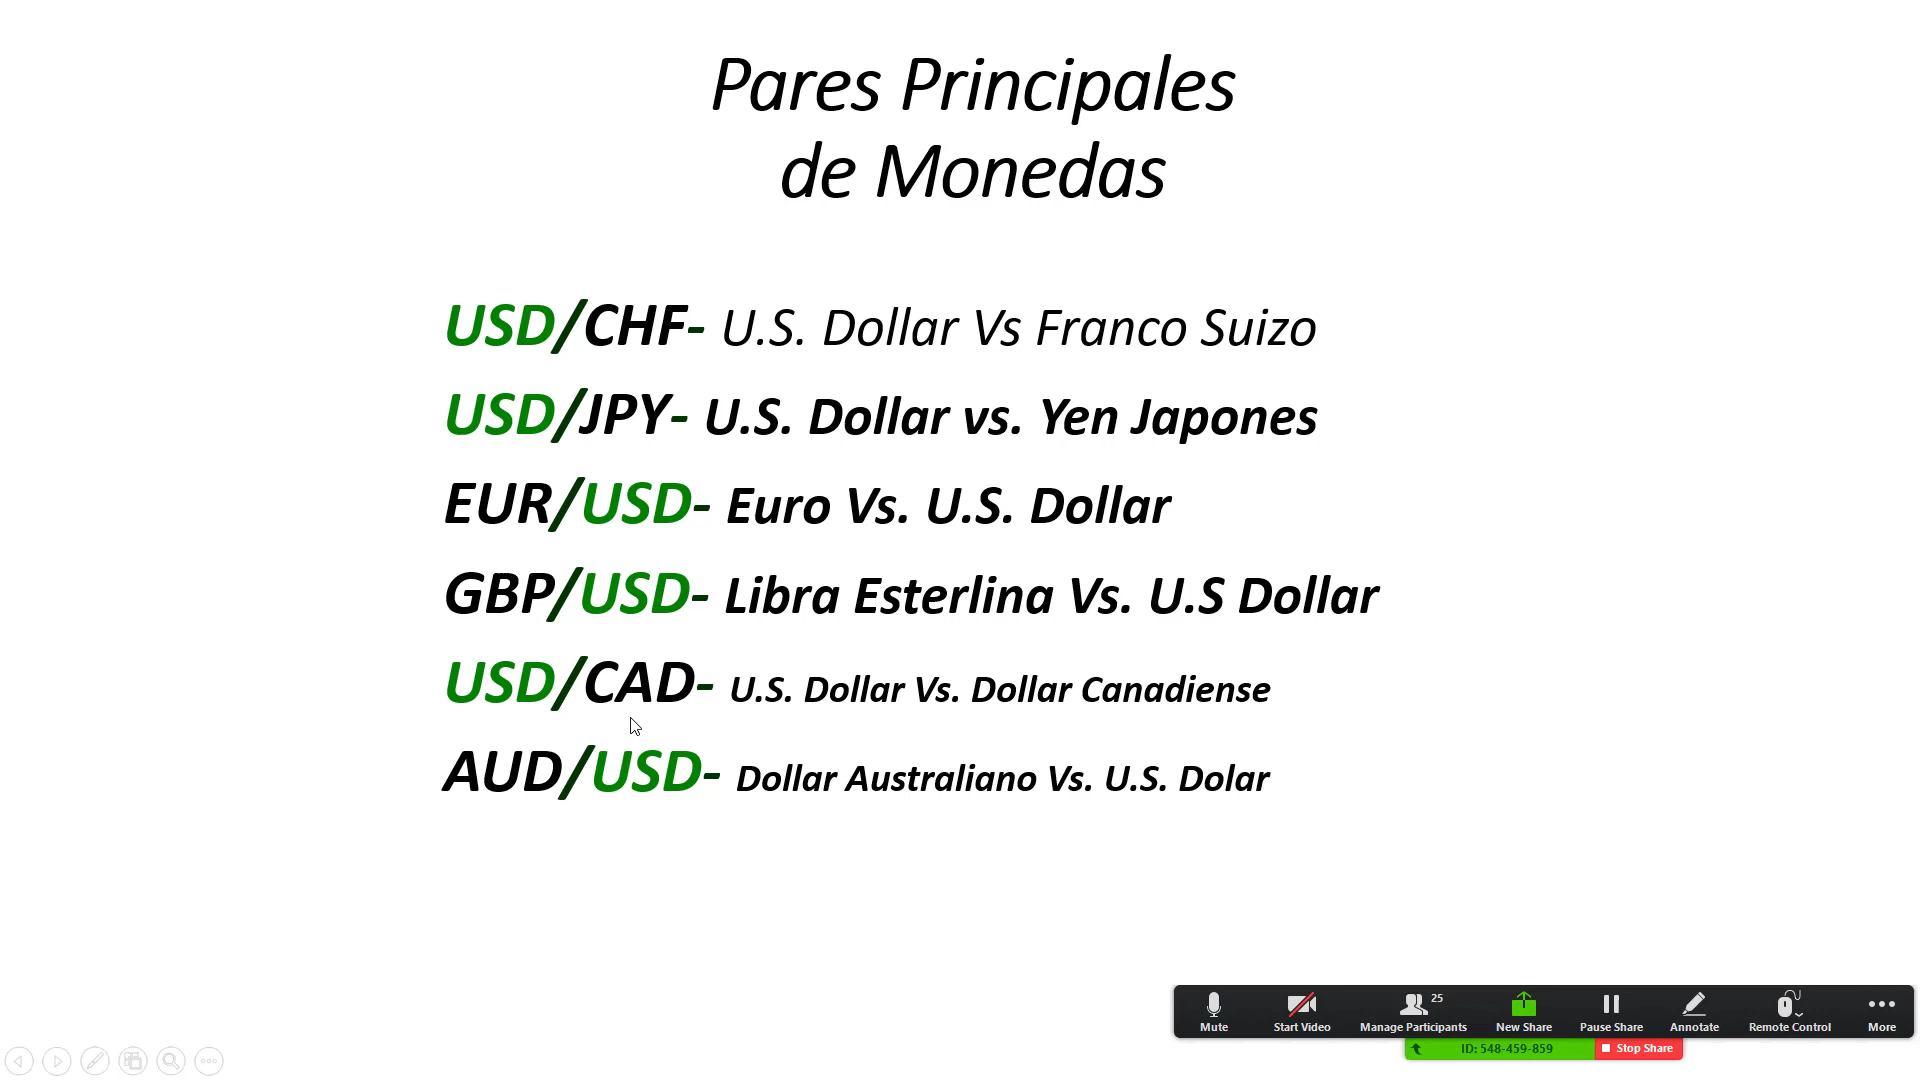 Pares Principales
de Monedas
USD/CHF- U.S. Dollar Vs Franco Suizo
USD/JPY- U.S. Dollar vs. Yen Japones
EUR/USD- Euro Vs. U.S. Dollar
GBP/USD- Libra Esterlina Vs. U.S Dollar
USD/CAD- U.S. Dollar Vs. Dollar Canadiense
AUD/USD- Dollar Australiano Vs. U.S. Dolar
25
Mute Start Video Manage Participants New Share Pause Share Annotate Remote Control More
ID: 548-459-859 Stop Share